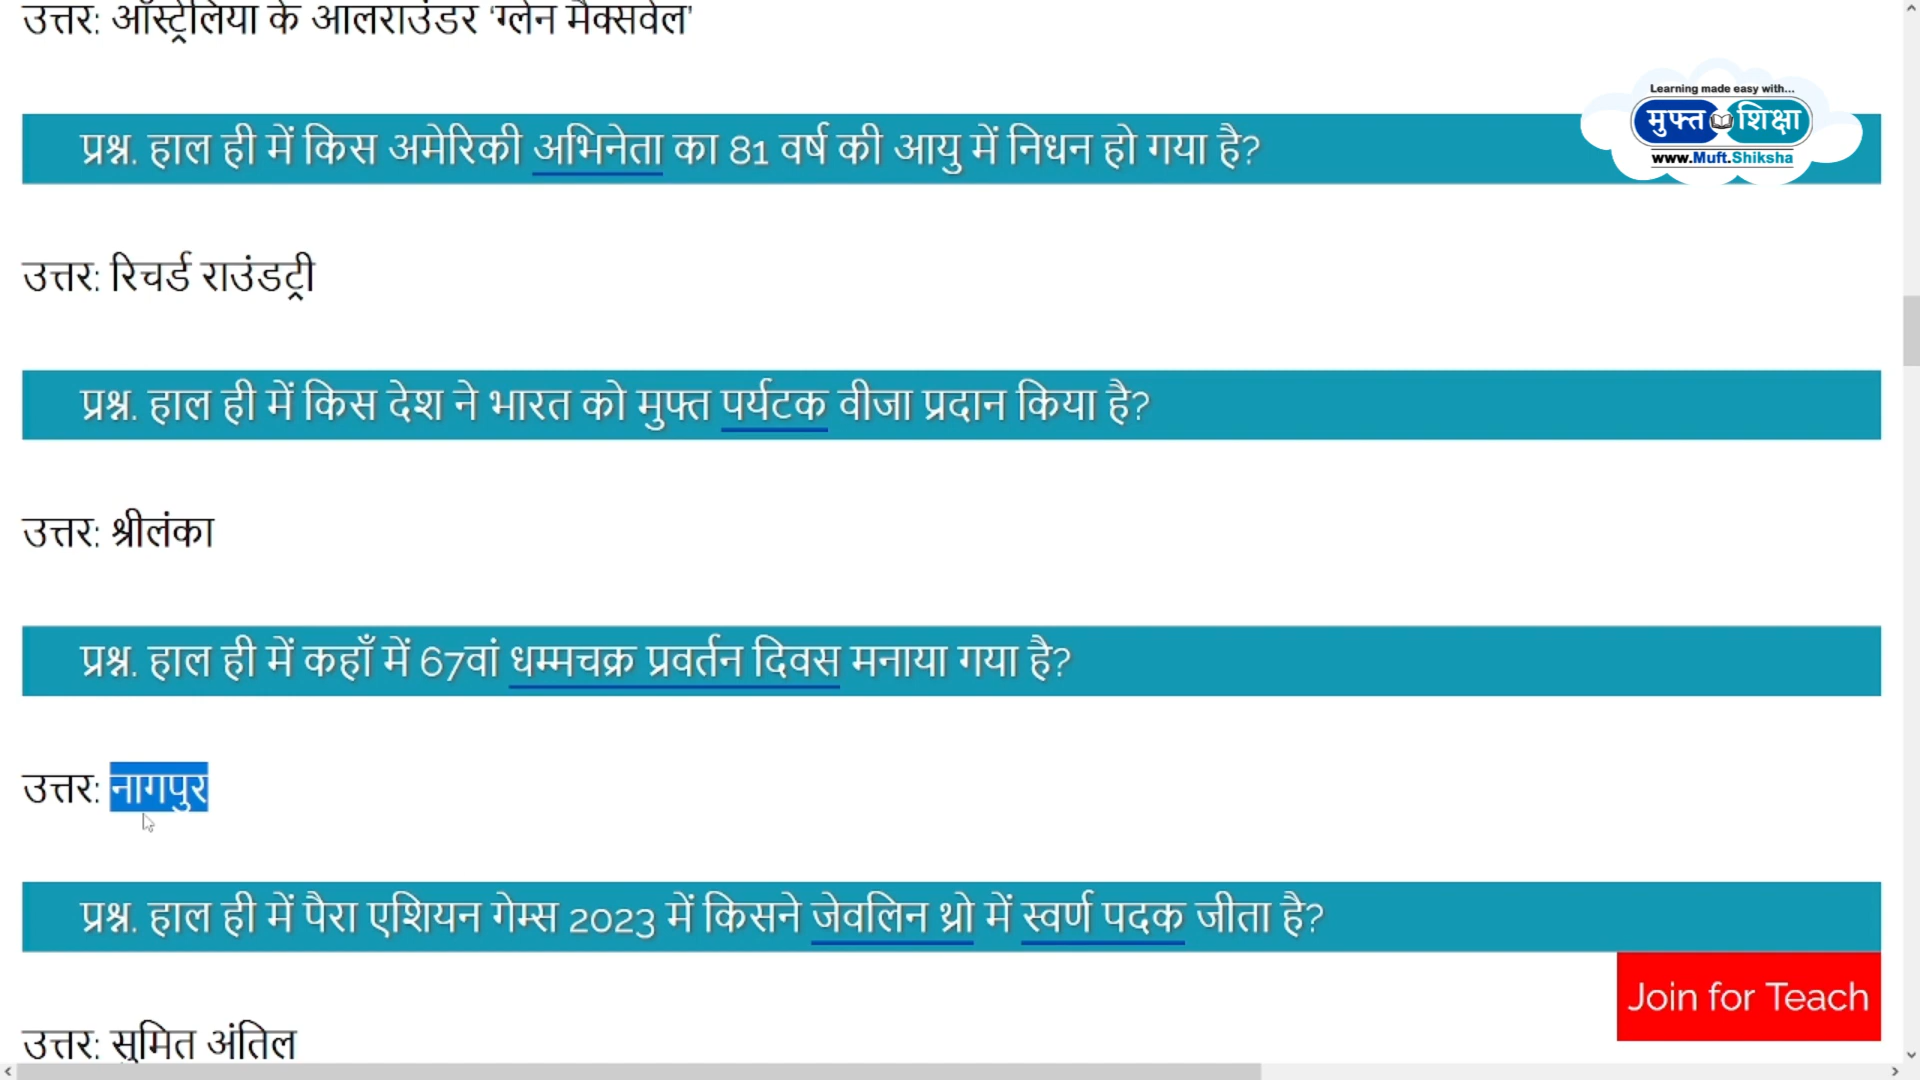 उत्तर: ऑस्ट्रेलिया के आलराउंडर 'ग्लेन मैक्सवेल'
Learning made easy with...
मुफ्त शिक्षा
www.Muft.Shiksha
प्रश्न. हाल ही में किस अमेरिकी अभिनेता का 81 वर्ष की आयु में निधन हो गया है?
उत्तर: रिचर्ड राउंडट्री
प्रश्न. हाल ही में किस देश ने भारत को मुफ्त पर्यटक वीजा प्रदान किया है?
उत्तर: श्रीलंका
प्रश्न. हाल ही में कहाँ में 67वां धम्मचक्र प्रवर्तन दिवस मनाया गया है?
उत्तर: नागपुर
प्रश्न. हाल ही में पैरा एशियन गेम्स 2023 में किसने जेवलिन थ्रो में स्वर्ण पदक जीता है?
Join for Teach
उत्तर: सुमित अंतिल